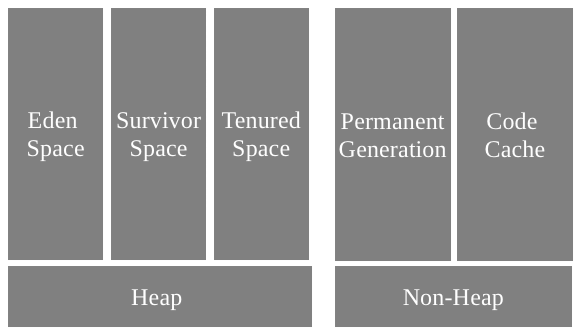 Eden
Space
Survivor
Space
Tenured
Space
Permanent
Generation
Code
Cache
Heap
Non-Heap